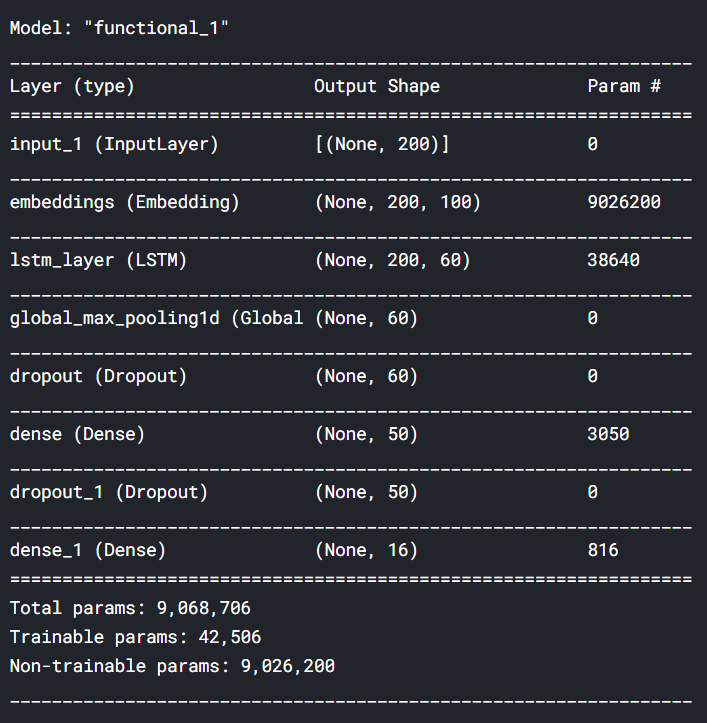 Model: "functional_1"
_________________________________________________________________
Layer (type)                 Output Shape              Param #
=================================================================
input_1 (InputLayer)         [(None, 200)]             0
_________________________________________________________________
embeddings (Embedding)       (None, 200, 100)          9026200
_________________________________________________________________
lstm_layer (LSTM)            (None, 200, 60)           38640
_________________________________________________________________
global_max_pooling1d (Global (None, 60)                0
_________________________________________________________________
dropout (Dropout)            (None, 60)                0
_________________________________________________________________
dense (Dense)                (None, 50)                3050
_________________________________________________________________
dropout_1 (Dropout)          (None, 50)                0
_________________________________________________________________
dense_1 (Dense)              (None, 16)                816
=================================================================
Total params: 9,068,706
Trainable params: 42,506
Non-trainable params: 9,026,200
_________________________________________________________________